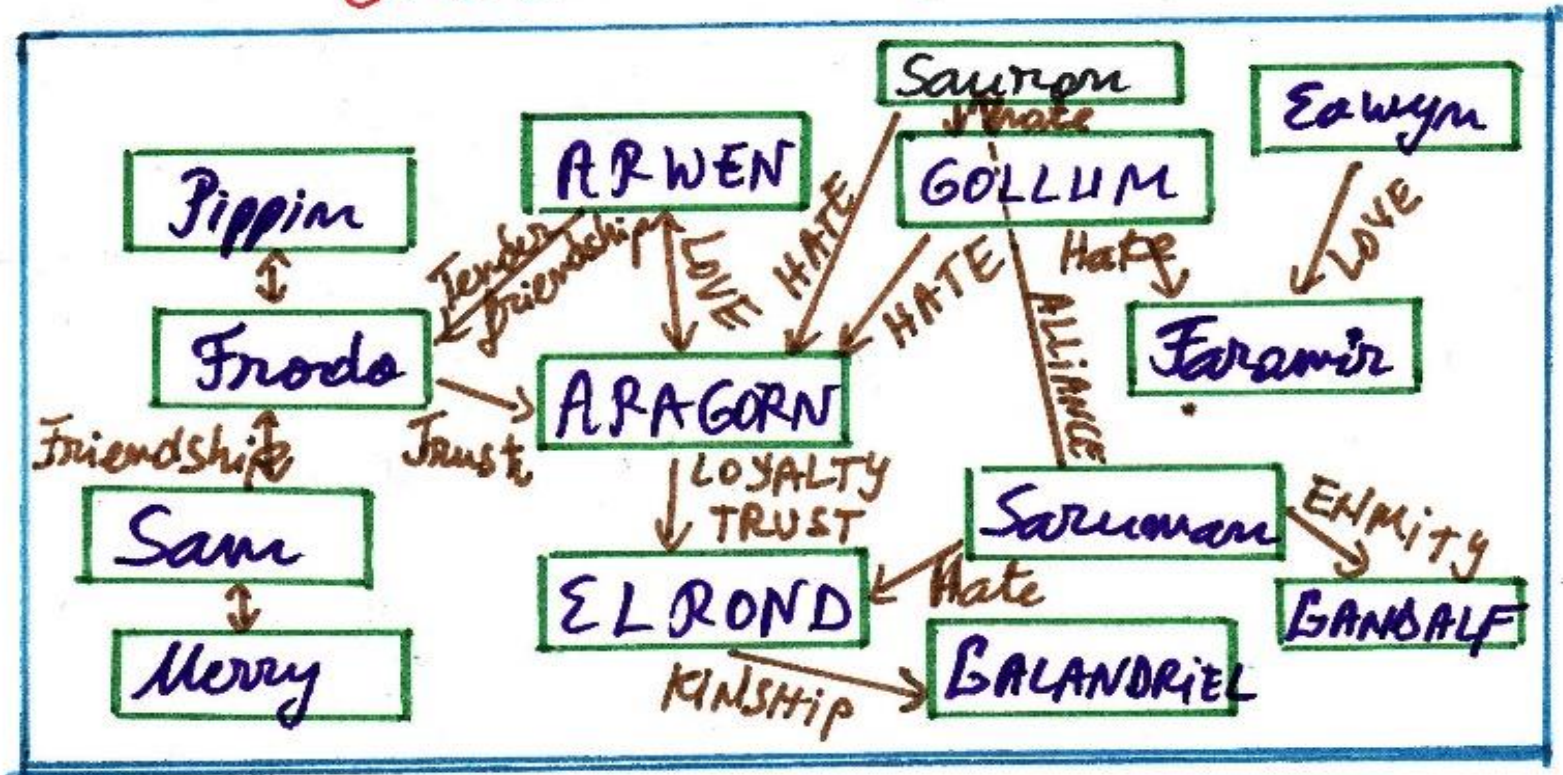 Sauron
Eowyn
hate
ARWEN
GOLLUM
Pippin
Tender
friendship
LOVE
HATE
HATE
Hate
LOVE
ALLIANCE
Frodo
Faramir
ARAGORN
Friendship
Trust
LOYALTY
TRUST
Saruman
ENMITY
Sam
ELROND
Hate
GANDALF
Merry
KINSHIP
GALANDRIEL